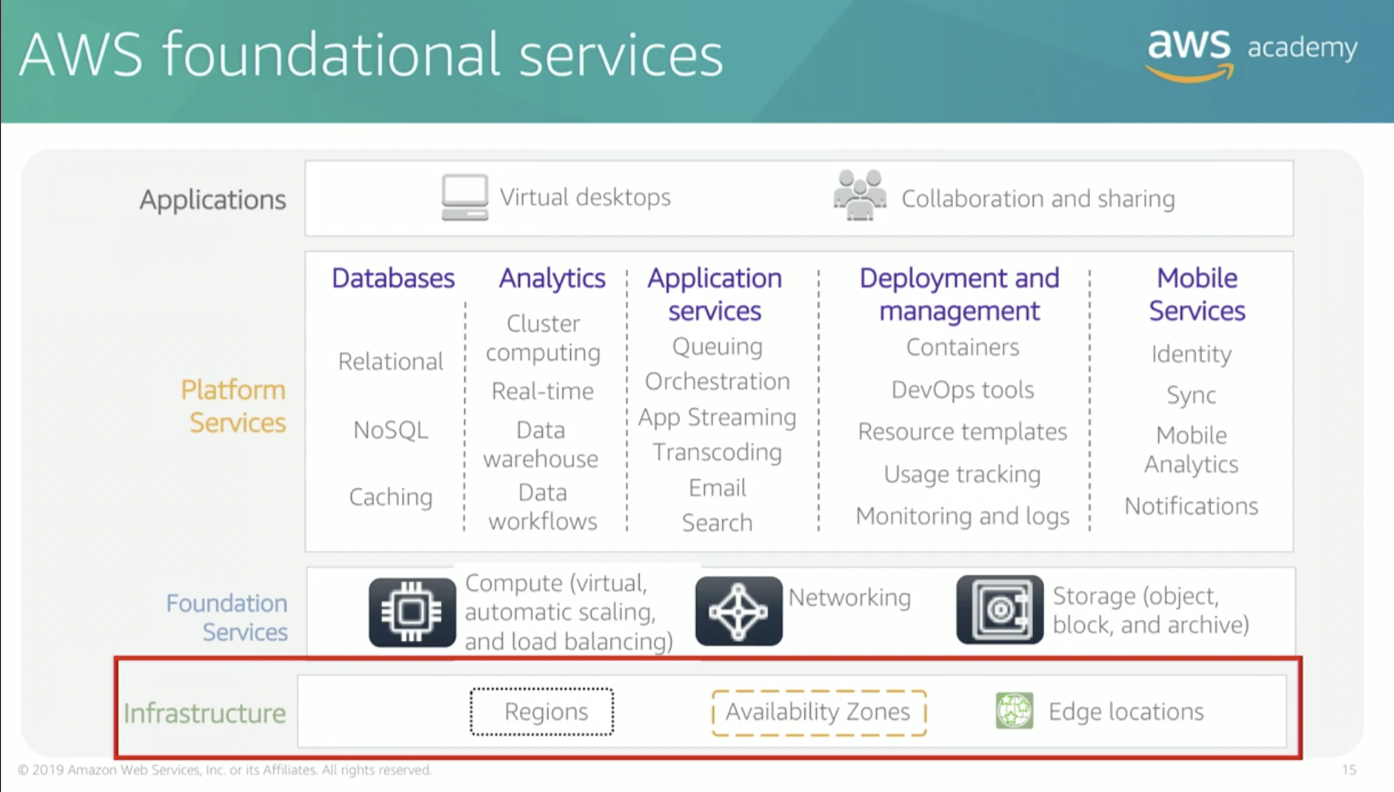 AWS foundational services
aws academy
Applications
Virtual desktops
Collaboration and sharing
Platform
Services
Databases
Relational
NoSQL
Caching
Analytics
Cluster
computing
Real-time
Data
warehouse
Data
workflows
Application
services
Queuing
Orchestration
App Streaming
Transcoding
Email
Search
Deployment and
management
Containers
DevOps tools
Resource templates
Usage tracking
Monitoring and logs
Mobile
Services
Identity
Sync
Mobile
Analytics
Notifications
Foundation
Services
Compute (virtual,
automatic scaling,
and load balancing)
Networking
Storage (object,
block, and archive)
Infrastructure
Regions
Availability Zones
Edge locations
© 2019 Amazon Web Services, Inc. or its Affiliates. All rights reserved.
15